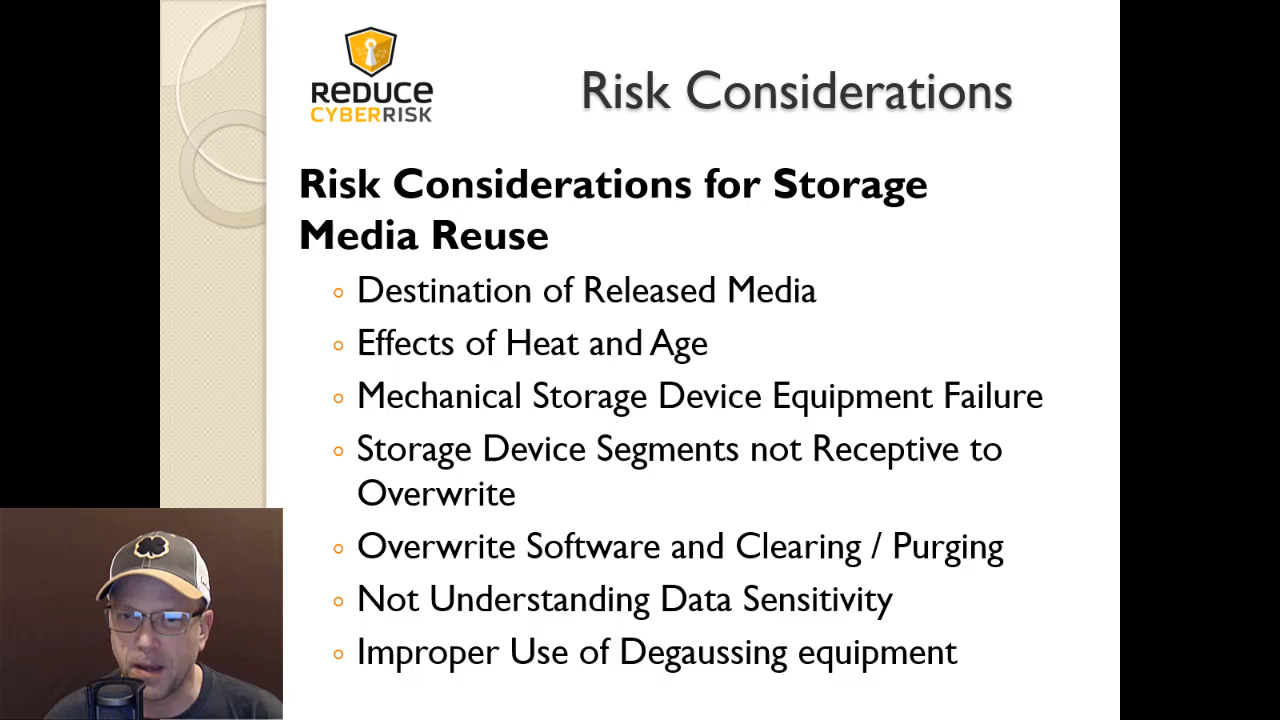 REDUCE
CYBERRISK
Risk Considerations
Risk Considerations for Storage
Media Reuse
Destination of Released Media
Effects of Heat and Age
Mechanical Storage Device Equipment Failure
Storage Device Segments not Receptive to
Overwrite
Overwrite Software and Clearing / Purging
Not Understanding Data Sensitivity
Improper Use of Degaussing equipment